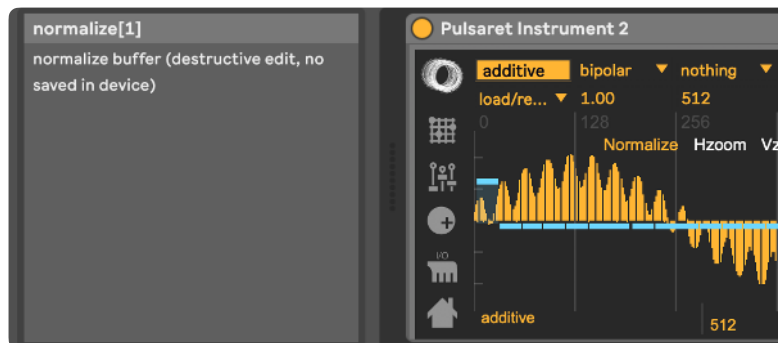 normalize[1]
normalize buffer (destructive edit, no
saved in device)
Pulsaret Instrument 2
additive bipolar nothing
load/re... 1.00 512
0 128 256
Normalize Hzoom Vz
I/O
additive 512